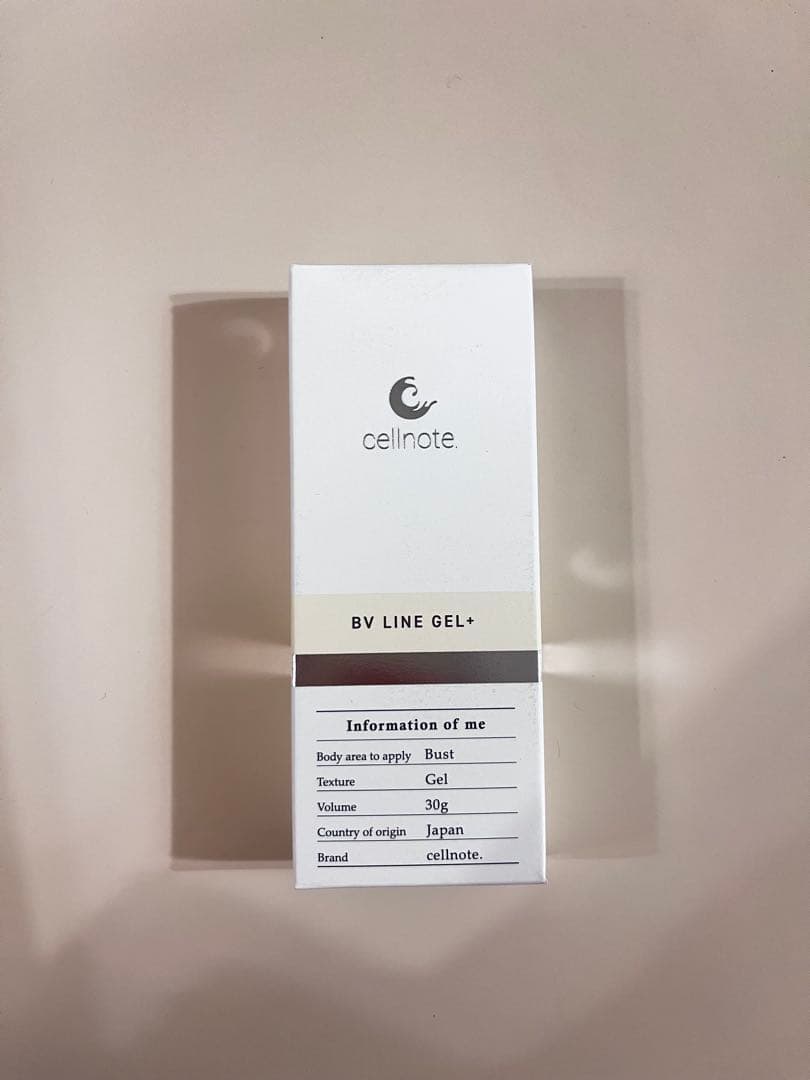 cellnote.
BV LINE GEL+
Information of me
Body area to apply Bust
Texture Gel
Volume 30g
Country of origin Japan
Brand cellnote.